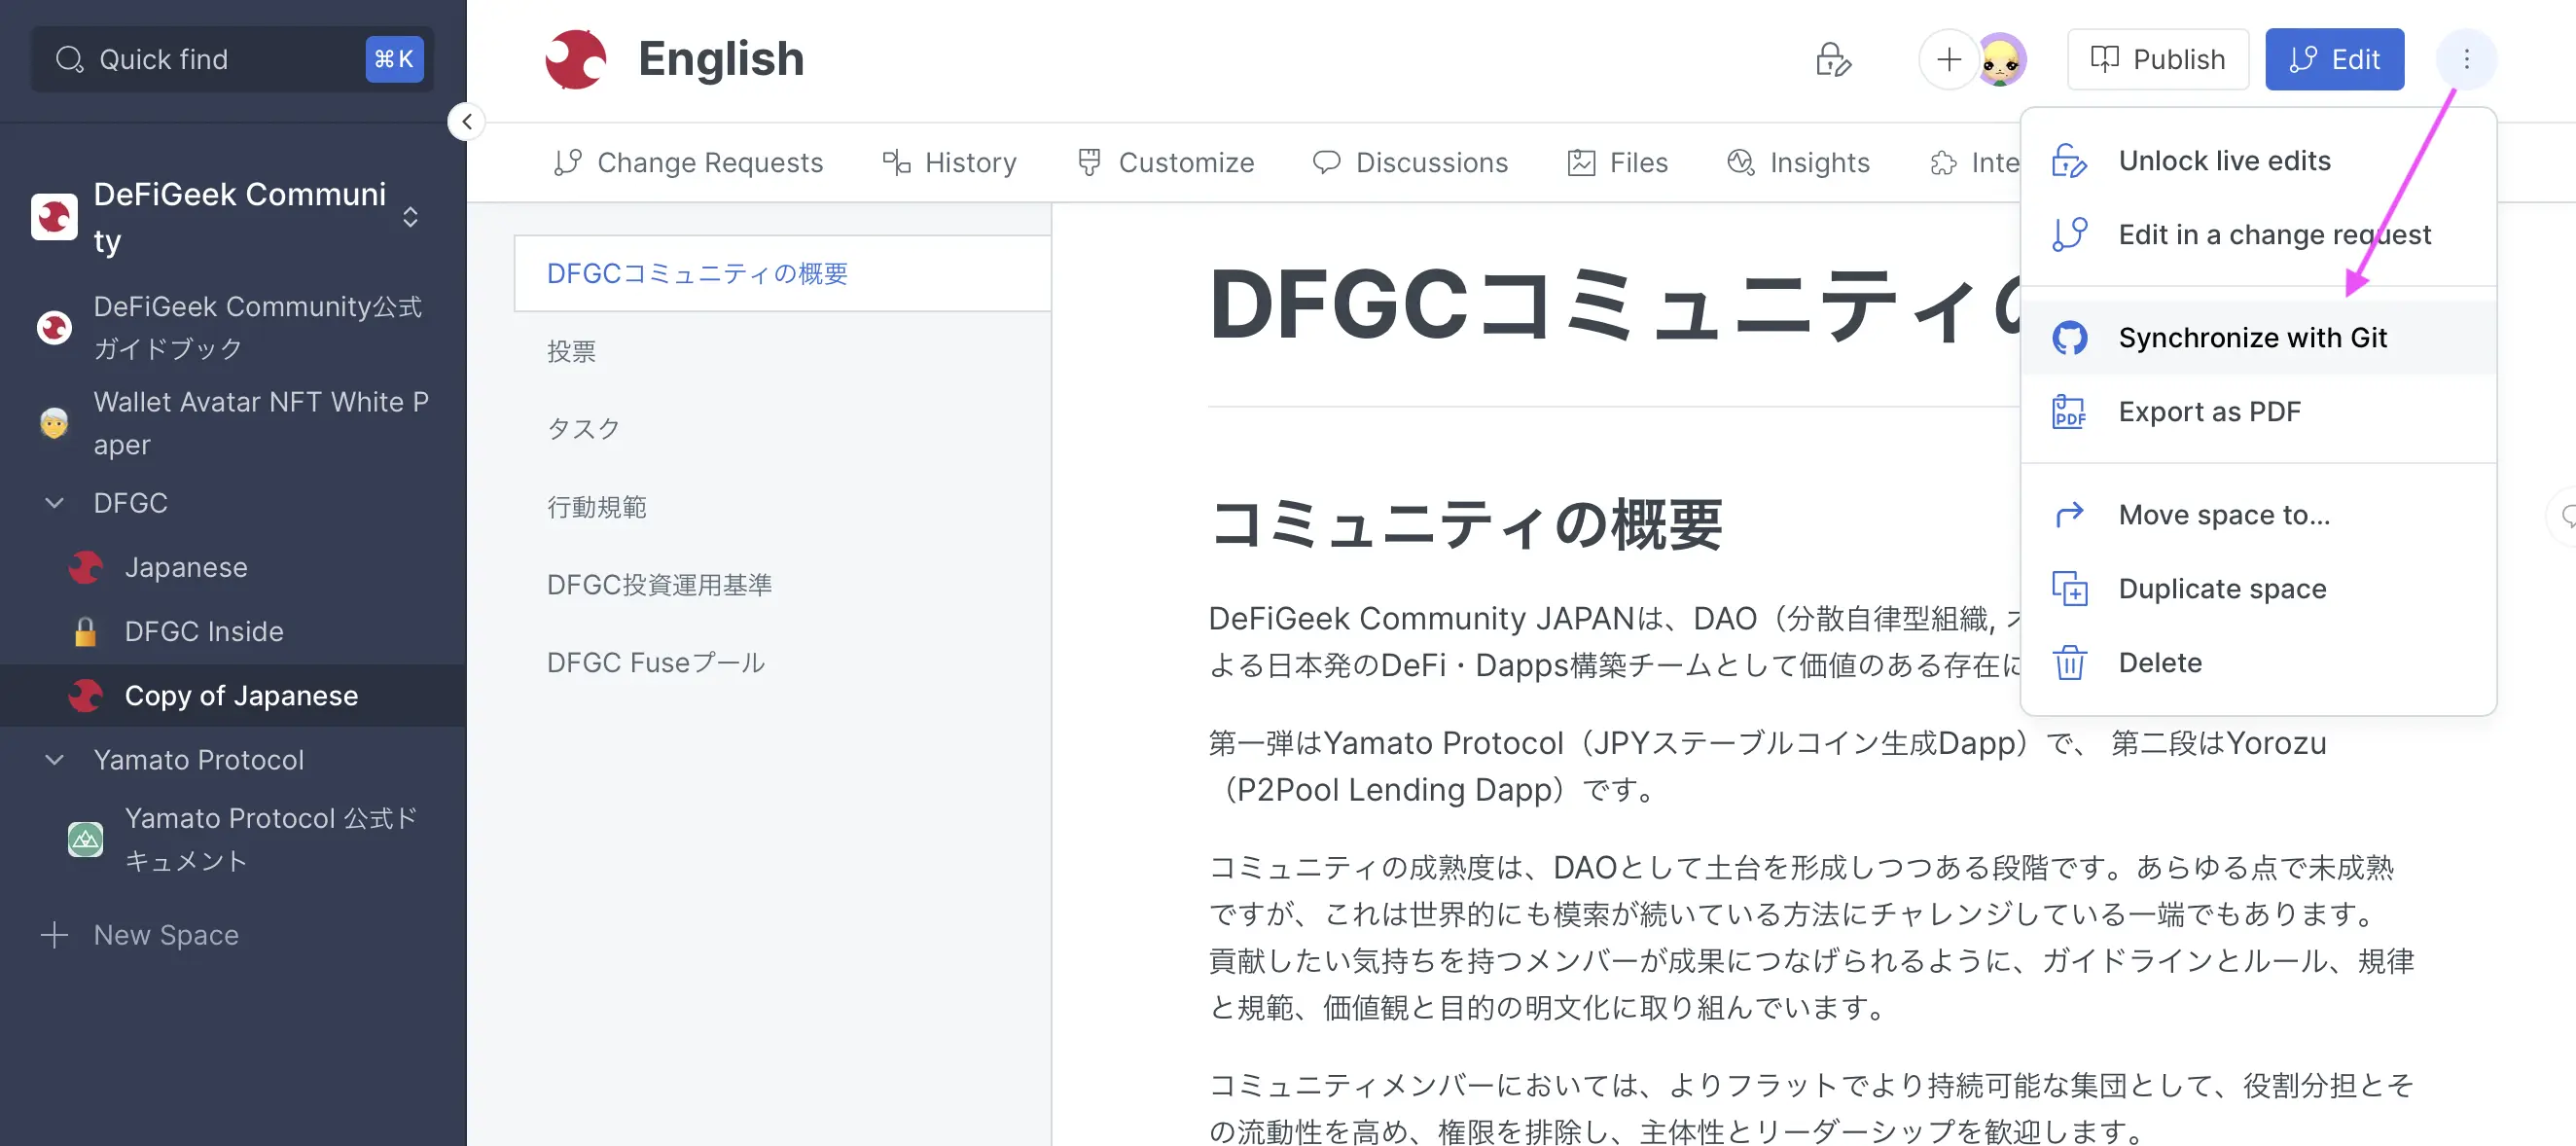 Quick find
⌘K
DeFiGeek Communi
ty
DeFiGeek Community公式
ガイドブック
Wallet Avatar NFT White P
aper
DFGC
Japanese
DFGC Inside
Copy of Japanese
Yamato Protocol
Yamato Protocol 公式ド
キュメント
New Space
English
Publish
Edit
Change Requests
History
Customize
Discussions
Files
Insights
Inte
Unlock live edits
Edit in a change request
Synchronize with Git
Export as PDF
Move space to...
Duplicate space
Delete
DFGCコミュニティの概要
投票
タスク
行動規範
DFGC投資運用基準
DFGC Fuseプール
DFGCコミュニティの
コミュニティの概要
DeFiGeek Community JAPANは、DAO（分散自律型組織,
よる日本発のDeFi・Dapps構築チームとして価値のある存在に
第一弾はYamato Protocol（JPYステーブルコイン生成Dapp）で、 第二段はYorozu
（P2Pool Lending Dapp）です。
コミュニティの成熟度は、DAOとして土台を形成しつつある段階です。あらゆる点で未成熟
ですが、これは世界的にも模索が続いている方法にチャレンジしている一端でもあります。
貢献したい気持ちを持つメンバーが成果につなげられるように、ガイドラインとルール、規律
と規範、価値観と目的の明文化に取り組んでいます。
コミュニティメンバーにおいては、よりフラットでより持続可能な集団として、役割分担とそ
の流動性を高め、権限を排除し、主体性とリーダーシップを歓迎します。